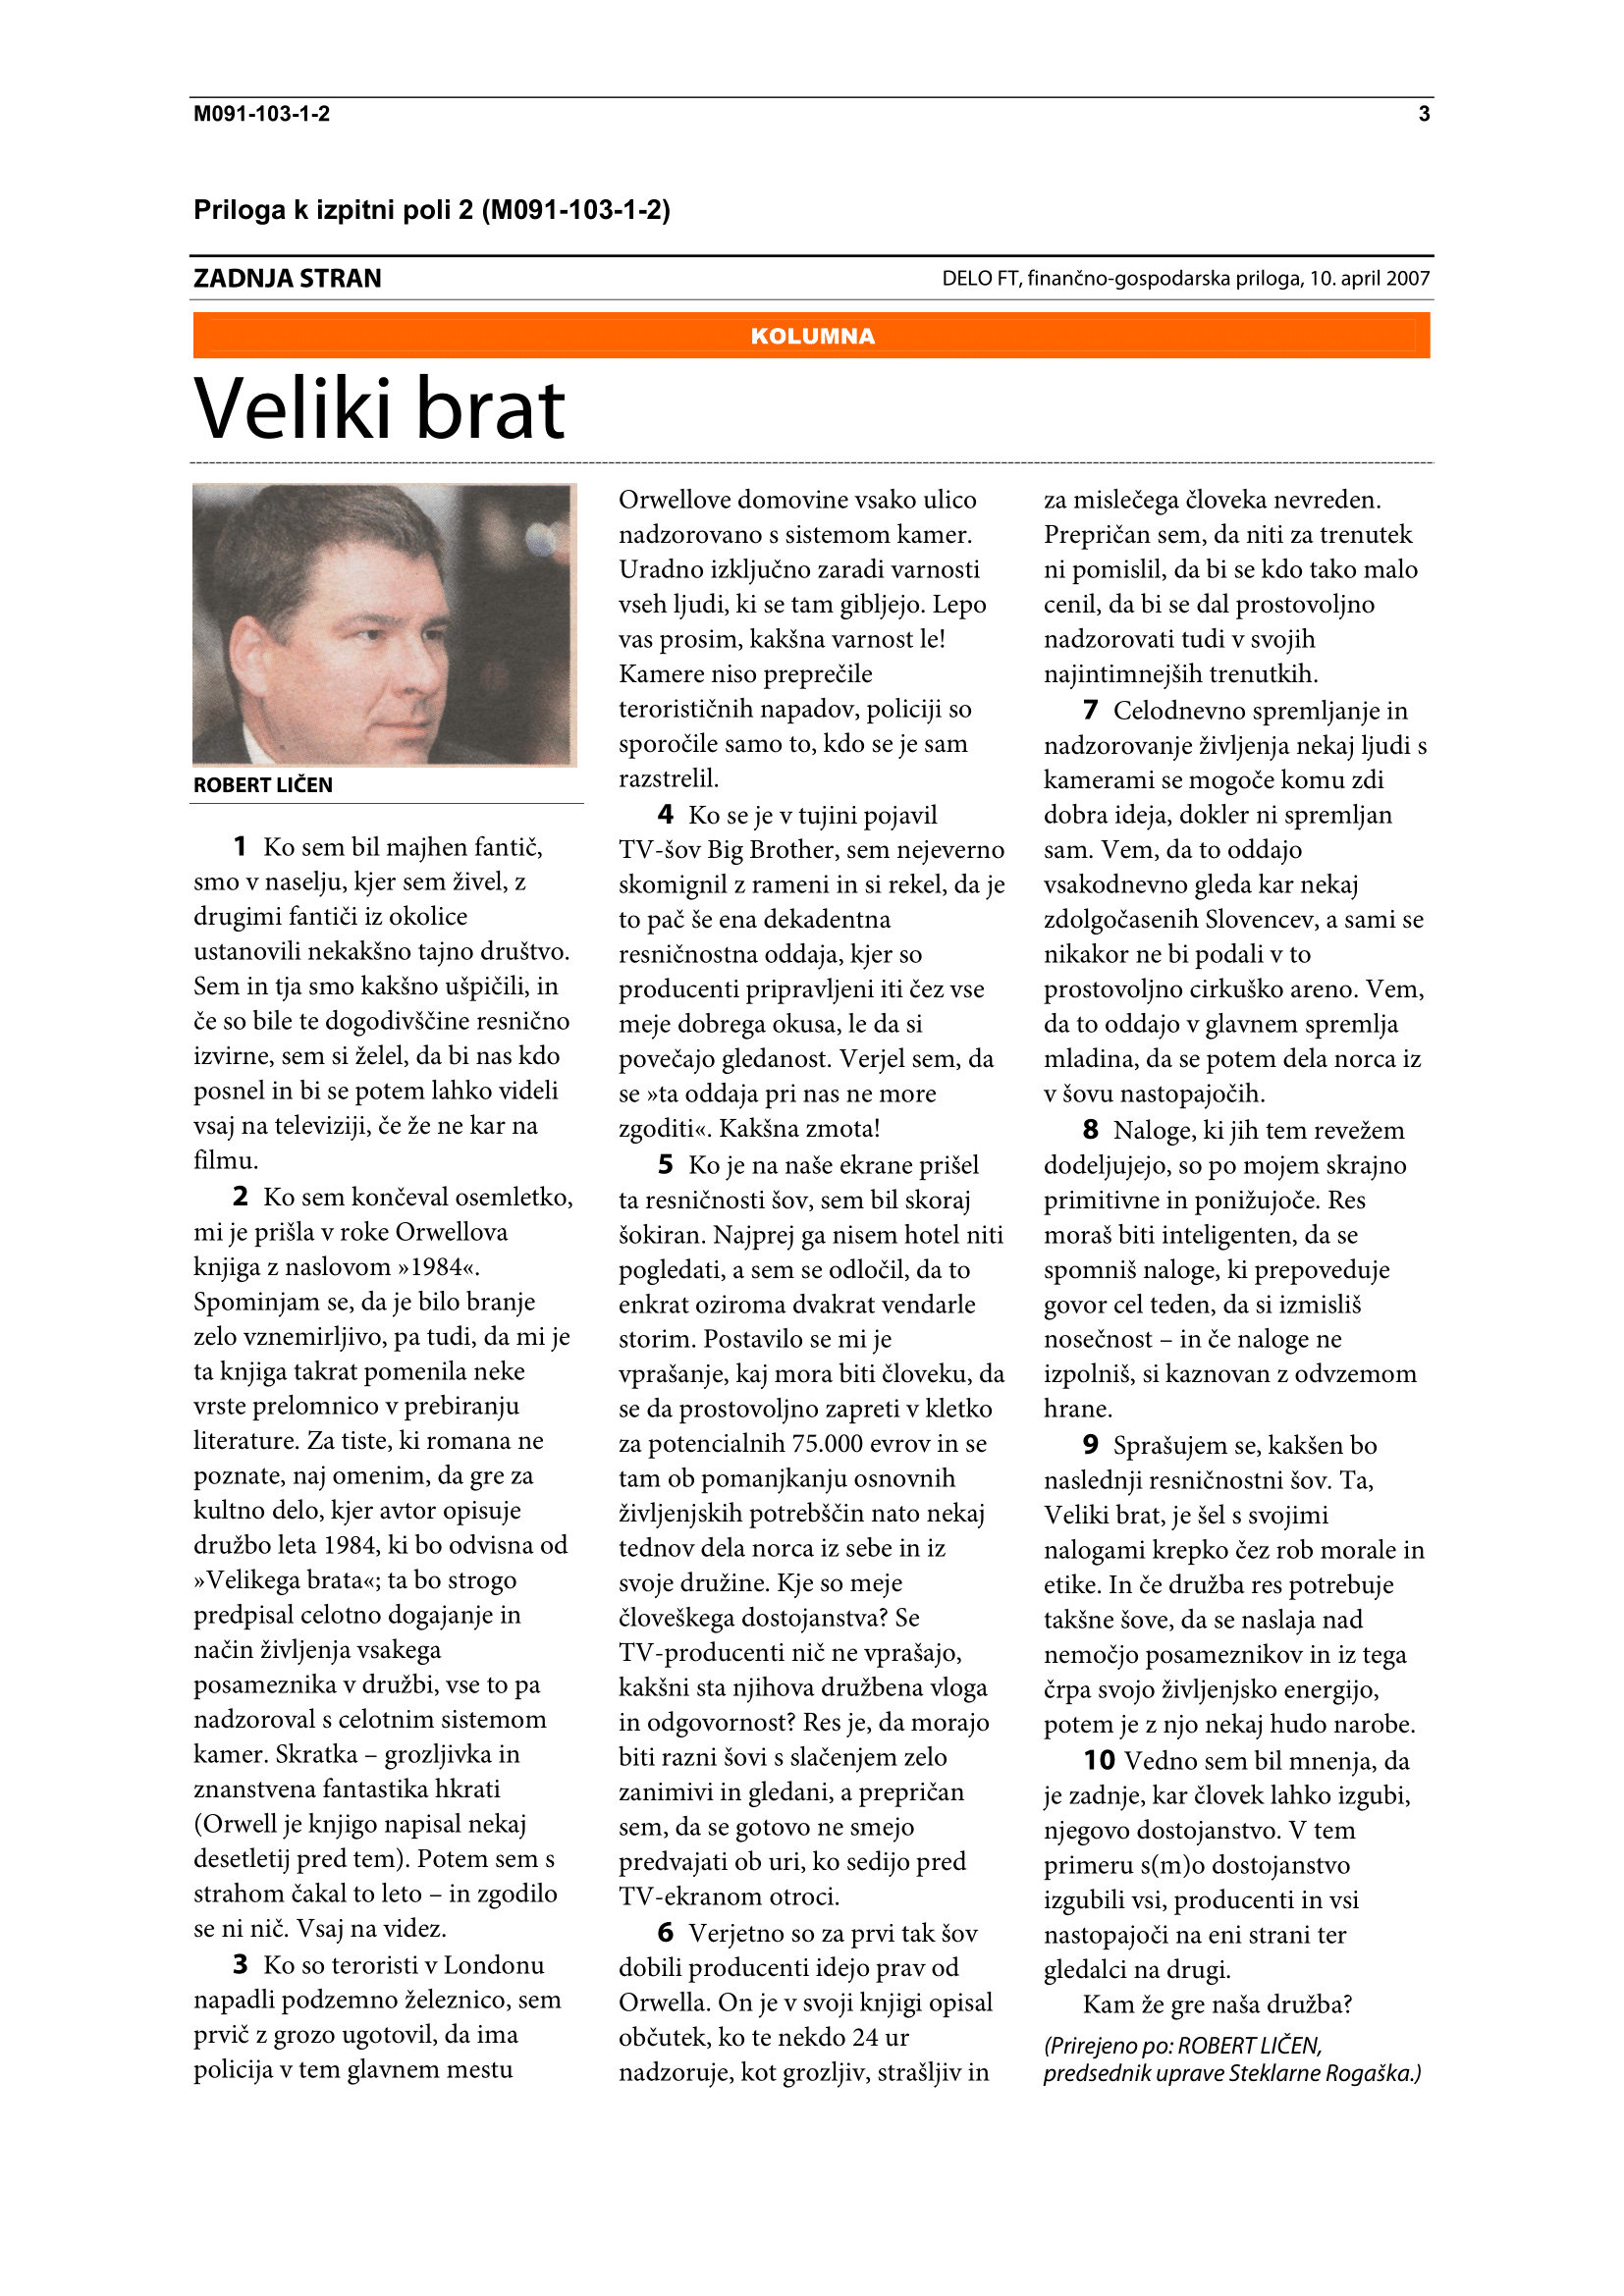 M091-103-1-2 3
Priloga k izpitni poli 2 (M091-103-1-2)
ZADNJA STRAN DELO FT, finančno-gospodarska priloga, 10. april 2007
KOLUMNA
Veliki brat
ROBERT LIČEN
1 Ko sem bil majhen fantič,
smo v naselju, kjer sem živel, z
drugimi fantiči iz okolice
ustanovili nekakšno tajno društvo.
Sem in tja smo kakšno ušpičili, in
če so bile te dogodivščine resnično
izvirne, sem si želel, da bi nas kdo
posnel in bi se potem lahko videli
vsaj na televiziji, če že ne kar na
filmu.
2 Ko sem končeval osemletko,
mi je prišla v roke Orwellova
knjiga z naslovom »1984«.
Spominjam se, da je bilo branje
zelo vznemirljivo, pa tudi, da mi je
ta knjiga takrat pomenila neke
vrste prelomnico v prebiranju
literature. Za tiste, ki romana ne
poznate, naj omenim, da gre za
kultno delo, kjer avtor opisuje
družbo leta 1984, ki bo odvisna od
»Velikega brata«; ta bo strogo
predpisal celotno dogajanje in
način življenja vsakega
posameznika v družbi, vse to pa
nadzoroval s celotnim sistemom
kamer. Skratka – grozljivka in
znanstvena fantastika hkrati
(Orwell je knjigo napisal nekaj
desetletij pred tem). Potem sem s
strahom čakal to leto – in zgodilo
se ni nič. Vsaj na videz.
3 Ko so teroristi v Londonu
napadli podzemno železnico, sem
prvič z grozo ugotovil, da ima
policija v tem glavnem mestu
Orwellove domovine vsako ulico
nadzorovano s sistemom kamer.
Uradno izključno zaradi varnosti
vseh ljudi, ki se tam gibljejo. Lepo
vas prosim, kakšna varnost le!
Kamere niso preprečile
terorističnih napadov, policiji so
sporočile samo to, kdo se je sam
razstrelil.
4 Ko se je v tujini pojavil
TV-šov Big Brother, sem nejeverno
skomignil z rameni in si rekel, da je
to pač še ena dekadentna
resničnostna oddaja, kjer so
producenti pripravljeni iti čez vse
meje dobrega okusa, le da si
povečajo gledanost. Verjel sem, da
se »ta oddaja pri nas ne more
zgoditi«. Kakšna zmota!
5 Ko je na naše ekrane prišel
ta resničnosti šov, sem bil skoraj
šokiran. Najprej ga nisem hotel niti
pogledati, a sem se odločil, da to
enkrat oziroma dvakrat vendarle
storim. Postavilo se mi je
vprašanje, kaj mora biti človeku, da
se da prostovoljno zapreti v kletko
za potencialnih 75.000 evrov in se
tam ob pomanjkanju osnovnih
življenjskih potrebščin nato nekaj
tednov dela norca iz sebe in iz
svoje družine. Kje so meje
človeškega dostojanstva? Se
TV-producenti nič ne vprašajo,
kakšni sta njihova družbena vloga
in odgovornost? Res je, da morajo
biti razni šovi s slačenjem zelo
zanimivi in gledani, a prepričan
sem, da se gotovo ne smejo
predvajati ob uri, ko sedijo pred
TV-ekranom otroci.
6 Verjetno so za prvi tak šov
dobili producenti idejo prav od
Orwella. On je v svoji knjigi opisal
občutek, ko te nekdo 24 ur
nadzoruje, kot grozljiv, strašljiv in
za mislečega človeka nevreden.
Prepričan sem, da niti za trenutek
ni pomislil, da bi se kdo tako malo
cenil, da bi se dal prostovoljno
nadzorovati tudi v svojih
najintimnejših trenutkih.
7 Celodnevno spremljanje in
nadzorovanje življenja nekaj ljudi s
kamerami se mogoče komu zdi
dobra ideja, dokler ni spremljan
sam. Vem, da to oddajo
vsakodnevno gleda kar nekaj
zdolgočasenih Slovencev, a sami se
nikakor ne bi podali v to
prostovoljno cirkuško areno. Vem,
da to oddajo v glavnem spremlja
mladina, da se potem dela norca iz
v šovu nastopajočih.
8 Naloge, ki jih tem revežem
dodeljujejo, so po mojem skrajno
primitivne in ponižujoče. Res
moraš biti inteligenten, da se
spomniš naloge, ki prepoveduje
govor cel teden, da si izmisliš
nosečnost – in če naloge ne
izpolniš, si kaznovan z odvzemom
hrane.
9 Sprašujem se, kakšen bo
naslednji resničnostni šov. Ta,
Veliki brat, je šel s svojimi
nalogami krepko čez rob morale in
etike. In če družba res potrebuje
takšne šove, da se naslaja nad
nemočjo posameznikov in iz tega
črpa svojo življenjsko energijo,
potem je z njo nekaj hudo narobe.
10 Vedno sem bil mnenja, da
je zadnje, kar človek lahko izgubi,
njegovo dostojanstvo. V tem
primeru s(m)o dostojanstvo
izgubili vsi, producenti in vsi
nastopajoči na eni strani ter
gledalci na drugi.
Kam že gre naša družba?
(Prirejeno po: ROBERT LIČEN,
predsednik uprave Steklarne Rogaška.)